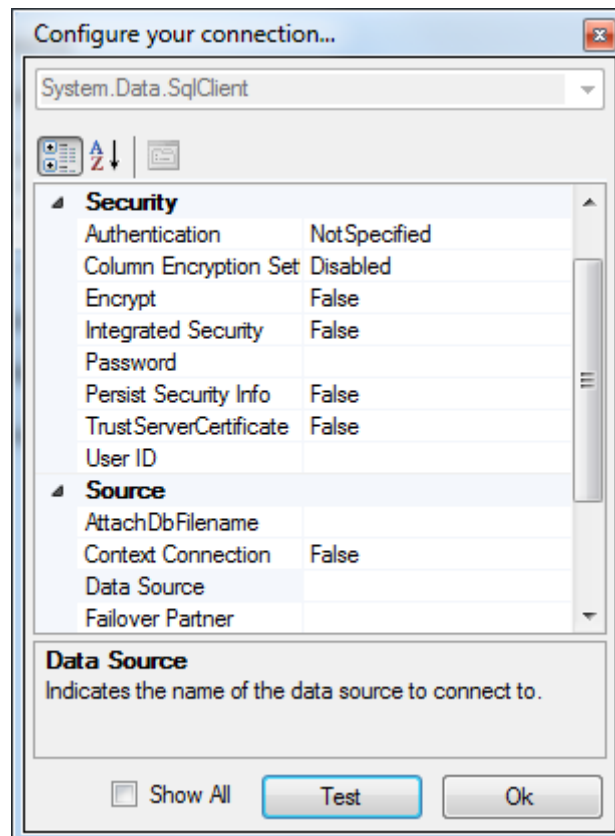 Configure your connection...
System.Data.SqlClient
A
Z
Security
Authentication NotSpecified
Column Encryption Set Disabled
Encrypt False
Integrated Security False
Password
Persist Security Info False
TrustServerCertificate False
User ID
Source
AttachDbFilename
Context Connection False
Data Source
Failover Partner
Data Source
Indicates the name of the data source to connect to.
Show All Test Ok